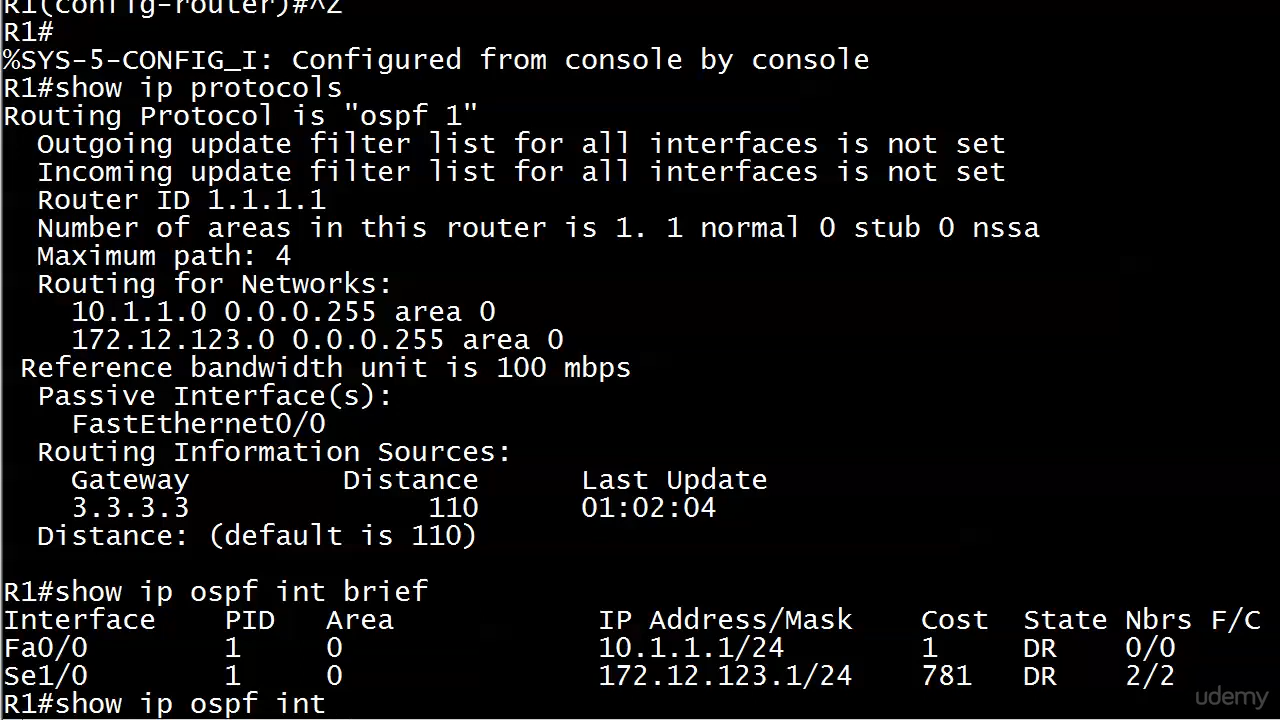 R1(config-router)#^Z
R1#
%SYS-5-CONFIG_I: Configured from console by console
R1#show ip protocols
Routing Protocol is "ospf 1"
  Outgoing update filter list for all interfaces is not set
  Incoming update filter list for all interfaces is not set
  Router ID 1.1.1.1
  Number of areas in this router is 1. 1 normal 0 stub 0 nssa
  Maximum path: 4
  Routing for Networks:
    10.1.1.0 0.0.0.255 area 0
    172.12.123.0 0.0.0.255 area 0
 Reference bandwidth unit is 100 mbps
  Passive Interface(s):
    FastEthernet0/0
  Routing Information Sources:
    Gateway         Distance      Last Update
    3.3.3.3              110      01:02:04
  Distance: (default is 110)
R1#show ip ospf int brief
Interface    PID   Area            IP Address/Mask    Cost  State Nbrs F/C
Fa0/0        1     0               10.1.1.1/24        1     DR    0/0
Se1/0        1     0               172.12.123.1/24    781   DR    2/2
R1#show ip ospf int
udemy